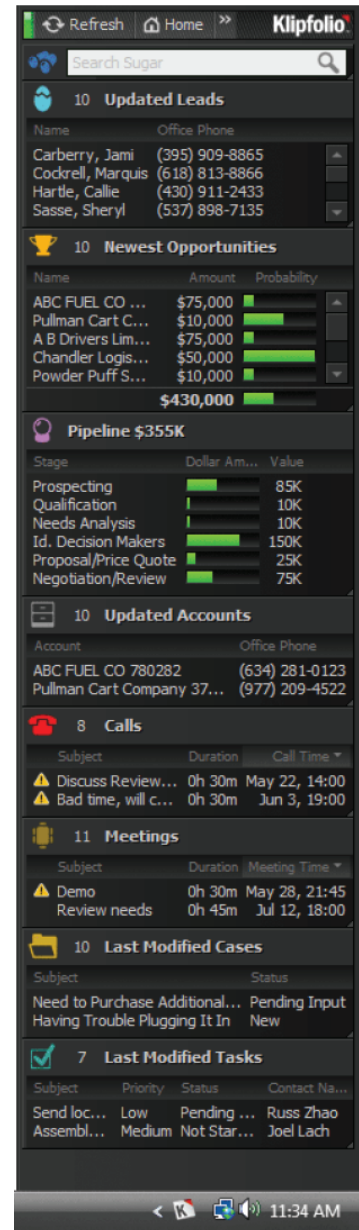 Refresh Home » Klipfolio
Search Sugar
10 Updated Leads
Name Office Phone
Carberry, Jami (395) 909-8865
Cockrell, Marquis (618) 813-8866
Hartle, Callie (430) 911-2433
Sasse, Sheryl (537) 898-7135
10 Newest Opportunities
Name Amount Probability
ABC FUEL CO ... $75,000
Pullman Cart C... $10,000
A B Drivers Lim... $75,000
Chandler Logis... $50,000
Powder Puff S... $10,000
$430,000
Pipeline $355K
Stage Dollar Am... Value
Prospecting 85K
Qualification 10K
Needs Analysis 10K
Id. Decision Makers 150K
Proposal/Price Quote 25K
Negotiation/Review 75K
10 Updated Accounts
Account Office Phone
ABC FUEL CO 780282 (634) 281-0123
Pullman Cart Company 37... (977) 209-4522
8 Calls
Subject Duration Call Time
Discuss Review... 0h 30m May 22, 14:00
Bad time, will c... 0h 30m Jun 3, 19:00
11 Meetings
Subject Duration Meeting Time
Demo 0h 30m May 28, 21:45
Review needs 0h 45m Jul 12, 18:00
10 Last Modified Cases
Subject Status
Need to Purchase Additional... Pending Input
Having Trouble Plugging It In New
7 Last Modified Tasks
Subject Priority Status Contact Na...
Send loc... Low Pending ... Russ Zhao
Assembl... Medium Not Star... Joel Lach
< K 11:34 AM